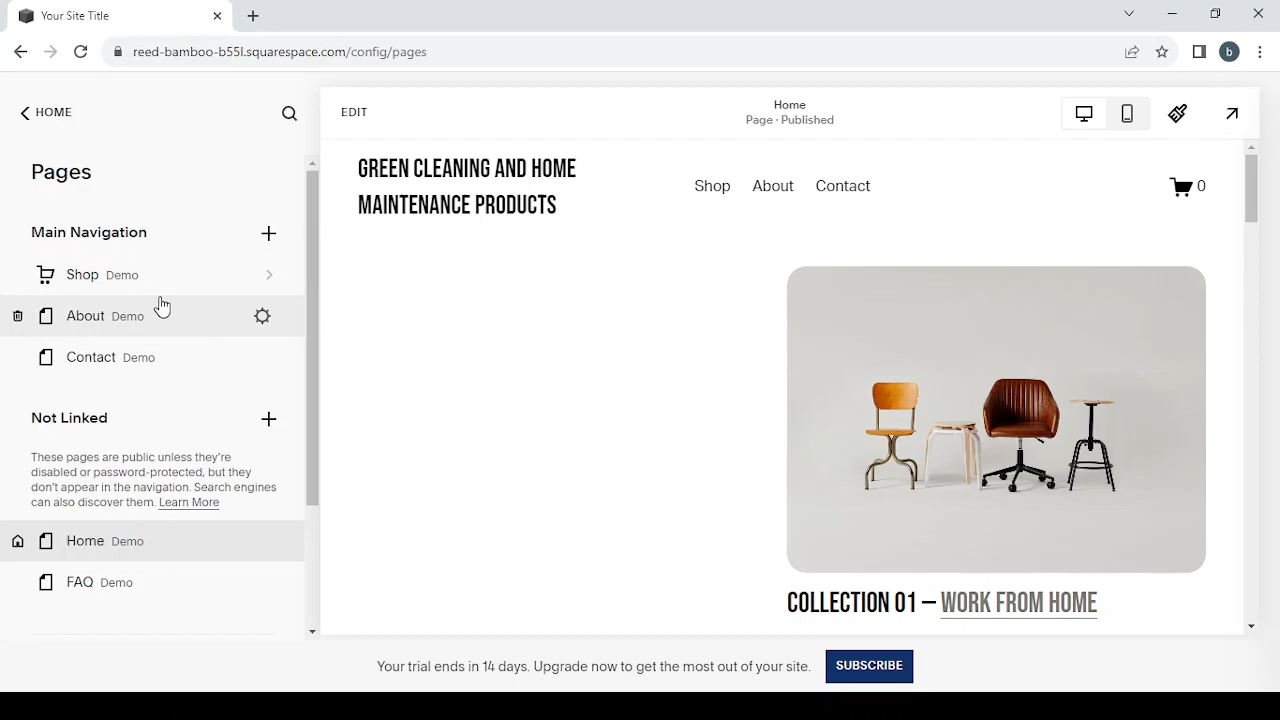 Your Site Title
reed-bamboo-b55l.squarespace.com/config/pages
b
HOME
Pages
Main Navigation
Shop Demo
About Demo
Contact Demo
Not Linked
These pages are public unless they're
disabled or password-protected, but they
don't appear in the navigation. Search engines
can also discover them. Learn More
Home Demo
FAQ Demo
EDIT
Home
Page · Published
GREEN CLEANING AND HOME
MAINTENANCE PRODUCTS
Shop About Contact
0
COLLECTION 01 — WORK FROM HOME
Your trial ends in 14 days. Upgrade now to get the most out of your site.
SUBSCRIBE